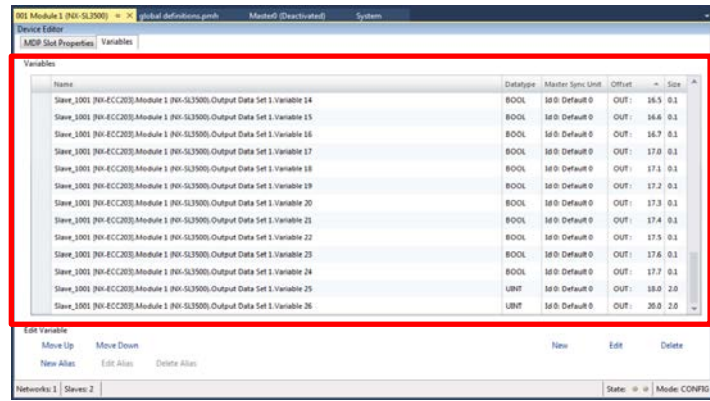 001 Module 1 (NX-SL3500) global definitions.pmh Master0 (Deactivated) System
Device Editor
MDP Slot Properties Variables
Variables
Name Datatype Master Sync Unit Offset Size
Slave_1001 [NX-ECC203].Module 1 (NX-SL3500).Output Data Set 1.Variable 14 BOOL Id 0: Default 0 OUT : 16.5 0.1
Slave_1001 [NX-ECC203].Module 1 (NX-SL3500).Output Data Set 1.Variable 15 BOOL Id 0: Default 0 OUT : 16.6 0.1
Slave_1001 [NX-ECC203].Module 1 (NX-SL3500).Output Data Set 1.Variable 16 BOOL Id 0: Default 0 OUT : 16.7 0.1
Slave_1001 [NX-ECC203].Module 1 (NX-SL3500).Output Data Set 1.Variable 17 BOOL Id 0: Default 0 OUT : 17.0 0.1
Slave_1001 [NX-ECC203].Module 1 (NX-SL3500).Output Data Set 1.Variable 18 BOOL Id 0: Default 0 OUT : 17.1 0.1
Slave_1001 [NX-ECC203].Module 1 (NX-SL3500).Output Data Set 1.Variable 19 BOOL Id 0: Default 0 OUT : 17.2 0.1
Slave_1001 [NX-ECC203].Module 1 (NX-SL3500).Output Data Set 1.Variable 20 BOOL Id 0: Default 0 OUT : 17.3 0.1
Slave_1001 [NX-ECC203].Module 1 (NX-SL3500).Output Data Set 1.Variable 21 BOOL Id 0: Default 0 OUT : 17.4 0.1
Slave_1001 [NX-ECC203].Module 1 (NX-SL3500).Output Data Set 1.Variable 22 BOOL Id 0: Default 0 OUT : 17.5 0.1
Slave_1001 [NX-ECC203].Module 1 (NX-SL3500).Output Data Set 1.Variable 23 BOOL Id 0: Default 0 OUT : 17.6 0.1
Slave_1001 [NX-ECC203].Module 1 (NX-SL3500).Output Data Set 1.Variable 24 BOOL Id 0: Default 0 OUT : 17.7 0.1
Slave_1001 [NX-ECC203].Module 1 (NX-SL3500).Output Data Set 1.Variable 25 UINT Id 0: Default 0 OUT : 18.0 2.0
Slave_1001 [NX-ECC203].Module 1 (NX-SL3500).Output Data Set 1.Variable 26 UINT Id 0: Default 0 OUT : 20.0 2.0
Edit Variable
Move Up Move Down New Edit Delete
New Alias Edit Alias Delete Alias
Networks: 1 Slaves: 2 State: Mode: CONFIG